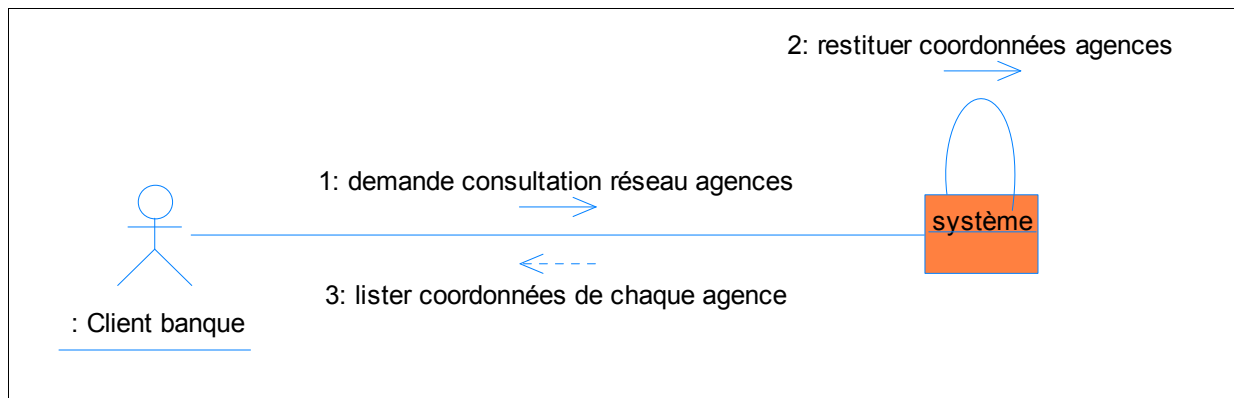 2: restituer coordonnées agences
1: demande consultation réseau agences
système
3: lister coordonnées de chaque agence
: Client banque